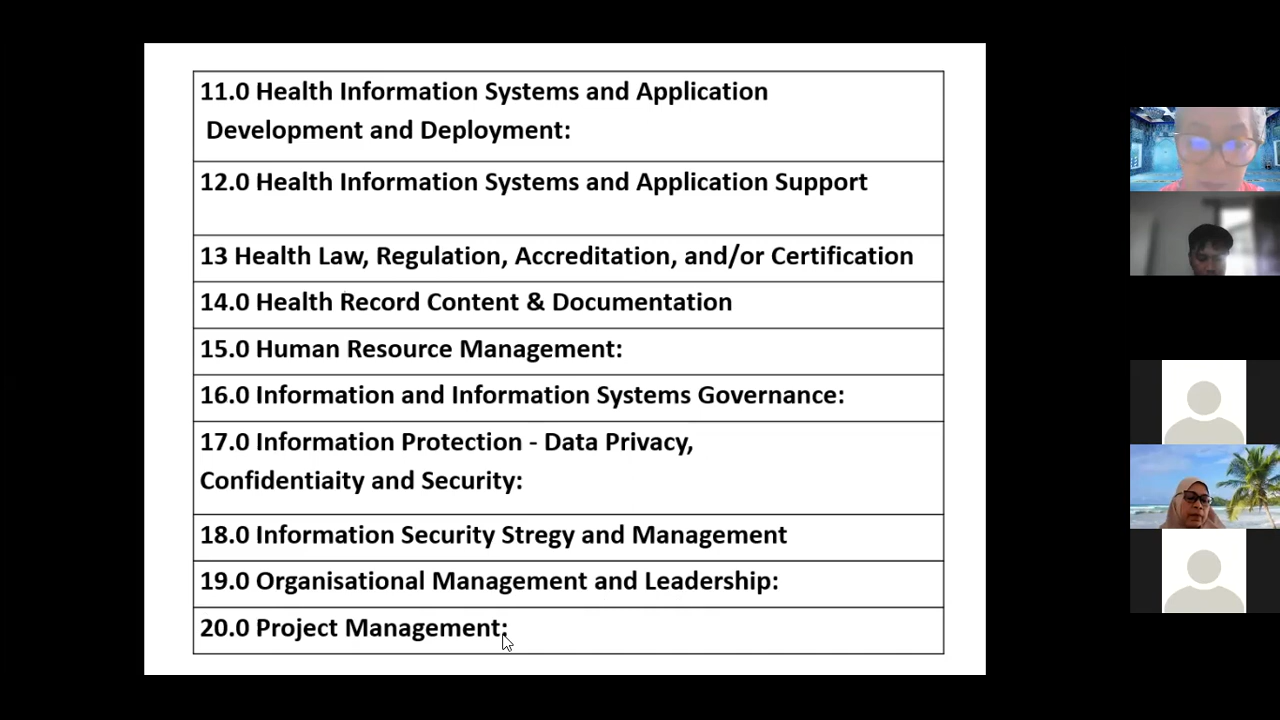 11.0 Health Information Systems and Application
Development and Deployment:
12.0 Health Information Systems and Application Support
13 Health Law, Regulation, Accreditation, and/or Certification
14.0 Health Record Content & Documentation
15.0 Human Resource Management:
16.0 Information and Information Systems Governance:
17.0 Information Protection - Data Privacy,
Confidentiaity and Security:
18.0 Information Security Stregy and Management
19.0 Organisational Management and Leadership:
20.0 Project Management: